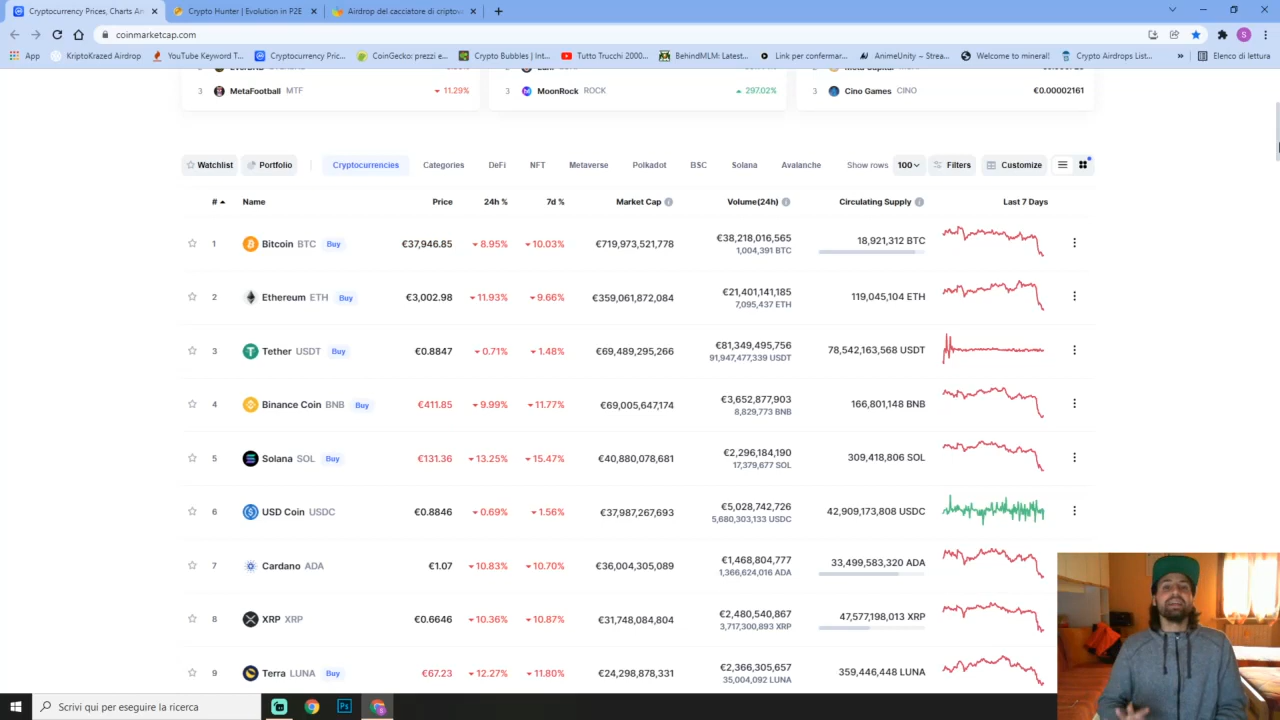 Cryptocurrency Prices, Charts An
Crypto Hunter | Introduction in P2E
Airdrop del cacciatore di criptova
coinmarketcap.com
App
KriptoKrazed Airdrop
YouTube Keyword T...
Cryptocurrency Pric...
CoinGecko: prezzi e...
Crypto Bubbles | Int...
Tutto Trucchi 2000...
BehindMLM: Latest...
Link per confermar...
AnimeUnity ~ Strea...
Welcome to minerai!
Crypto Airdrops List...
»
Elenco di lettura
3 MetaFootball MTF 11.29%
3 MoonRock ROCK 297.02%
3 Cino Games CINO €0.00002161
Watchlist Portfolio Cryptocurrencies Categories DeFi NFT Metaverse Polkadot BSC Solana Avalanche Show rows 100 Filters Customize
# Name Price 24h % 7d % Market Cap Volume(24h) Circulating Supply Last 7 Days
1 Bitcoin BTC Buy €37,946.85 8.95% 10.03% €719,973,521,778 €38,218,016,565 18,921,312 BTC
1,004,391 BTC
2 Ethereum ETH Buy €3,002.98 11.93% 9.66% €359,061,872,084 €21,401,141,185 119,045,104 ETH
7,095,437 ETH
3 Tether USDT Buy €0.8847 0.71% 1.48% €69,489,295,266 €81,349,495,756 78,542,163,568 USDT
91,947,477,339 USDT
4 Binance Coin BNB Buy €411.85 9.99% 11.77% €69,005,647,174 €3,652,877,903 166,801,148 BNB
8,829,773 BNB
5 Solana SOL Buy €131.36 13.25% 15.47% €40,880,078,681 €2,296,184,190 309,418,806 SOL
17,379,677 SOL
6 USD Coin USDC €0.8846 0.69% 1.56% €37,987,267,693 €5,028,742,726 42,909,173,808 USDC
5,680,303,133 USDC
7 Cardano ADA €1.07 10.83% 10.70% €36,004,305,089 €1,468,804,777 33,499,583,320 ADA
1,366,624,016 ADA
8 XRP XRP €0.6646 10.36% 10.87% €31,748,084,804 €2,480,540,867 47,577,198,013 XRP
3,717,300,893 XRP
9 Terra LUNA Buy €67.23 12.27% 11.80% €24,298,878,331 €2,366,305,657 359,446,448 LUNA
35,004,092 LUNA
Scrivi qui per eseguire la ricerca